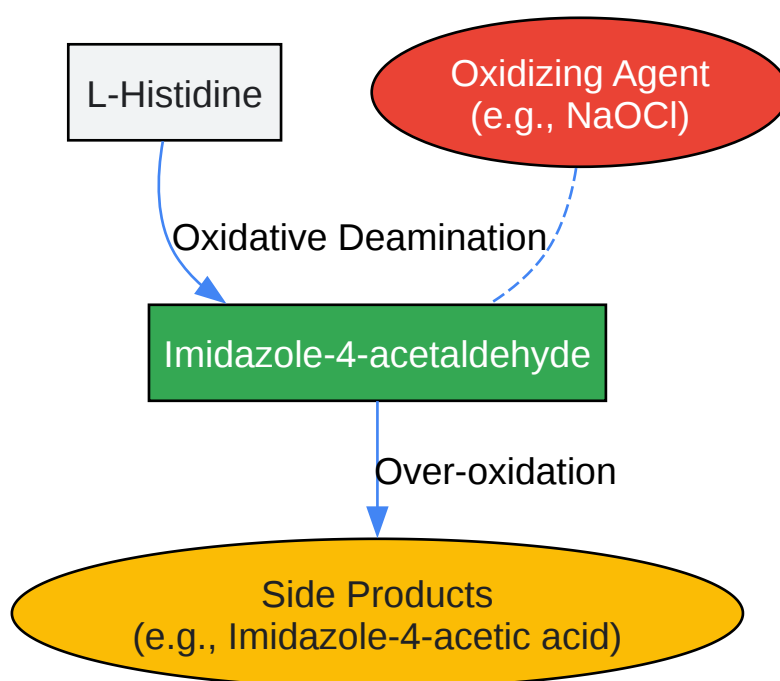 L-Histidine
Oxidizing Agent
(e.g., NaOCl)
Oxidative Deamination
Imidazole-4-acetaldehyde
Over-oxidation
Side Products
(e.g., Imidazole-4-acetic acid)